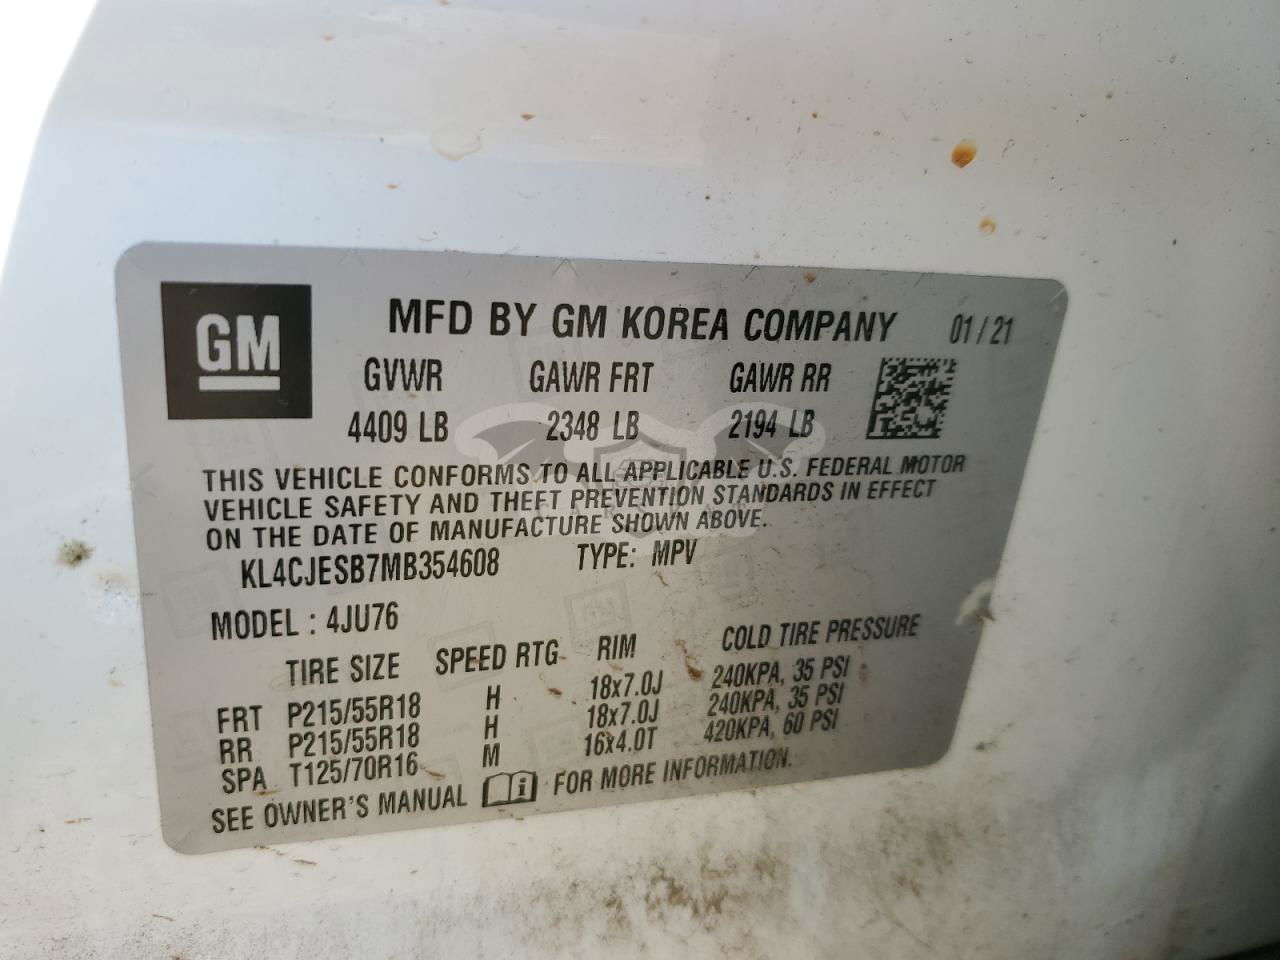 GM
MFD BY GM KOREA COMPANY 01/21
GVWR GAWR FRT GAWR RR
4409 LB 2348 LB 2194 LB
THIS VEHICLE CONFORMS TO ALL APPLICABLE U.S. FEDERAL MOTOR
VEHICLE SAFETY AND THEFT PREVENTION STANDARDS IN EFFECT
ON THE DATE OF MANUFACTURE SHOWN ABOVE.
KL4CJESB7MB354608 TYPE: MPV
MODEL : 4JU76
TIRE SIZE SPEED RTG RIM COLD TIRE PRESSURE
FRT P215/55R18 H 18x7.0J 240KPA, 35 PSI
RR P215/55R18 H 18x7.0J 240KPA, 35 PSI
SPA T125/70R16 M 16x4.0T 420KPA, 60 PSI
SEE OWNER'S MANUAL i FOR MORE INFORMATION.